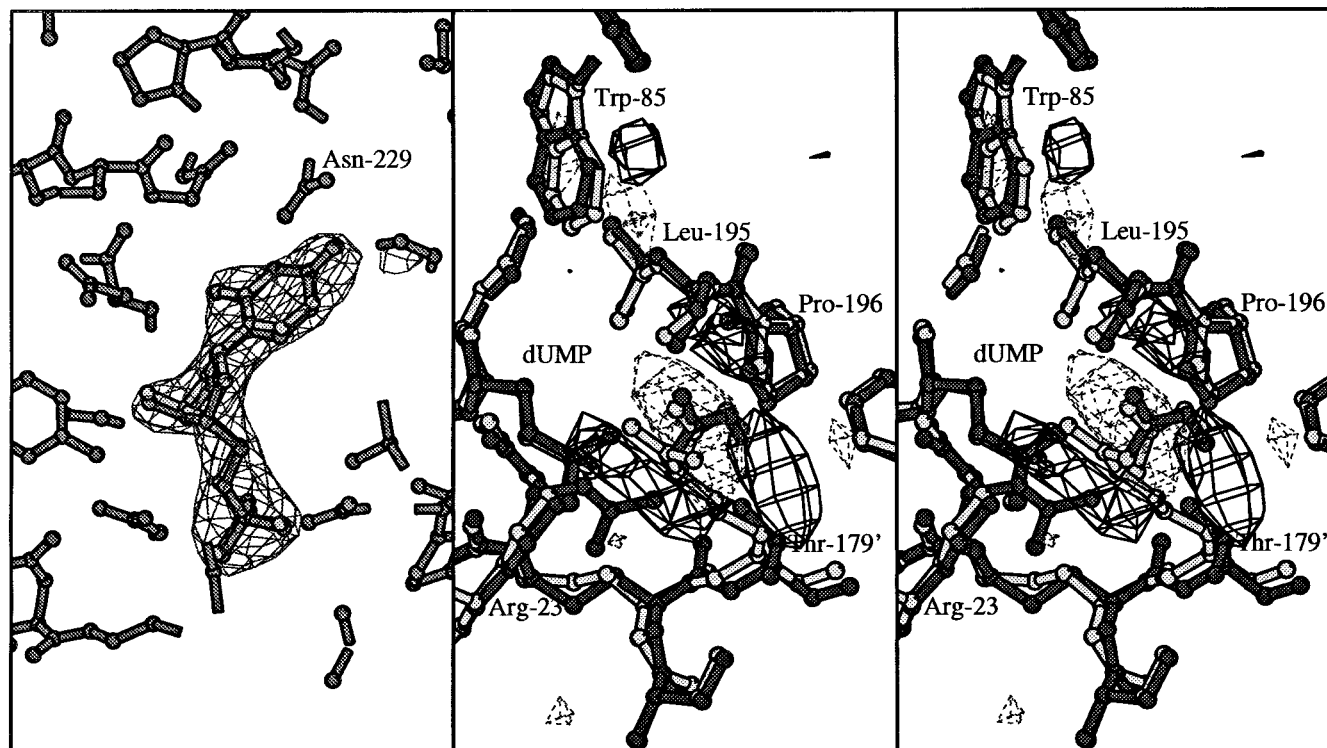 Asn-229
Trp-85
Leu-195
Pro-196
dUMP
Thr-179'
Arg-23
Trp-85
Leu-195
Pro-196
dUMP
Thr-179'
Arg-23